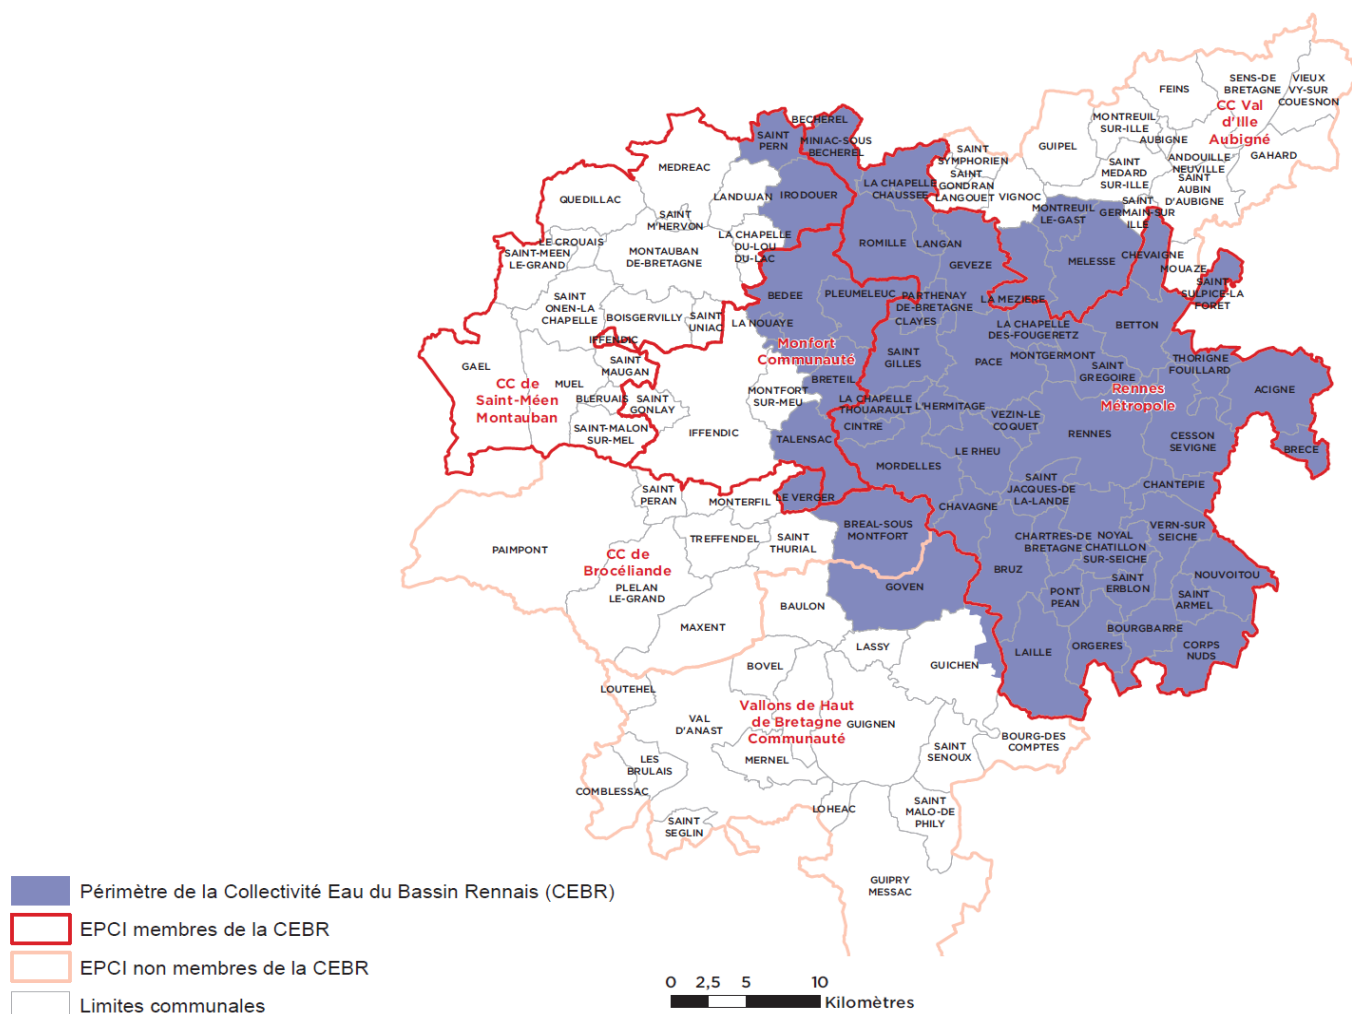 SENS-DE
BRETAGNE
VIEUX
VY-SUR
COUESNON
FEINS
CC Val
d'Ille
Aubigné
MONTREUIL
SUR-ILLE
AUBIGNE
GUIPEL
ANDOUILLE
NEUVILLE
GAHARD
SAINT
MEDARD
SUR-ILLE
SAINT
AUBIN
D'AUBIGNE
BECHEREL
SAINT
PERN
MINIAC-SOUS
BECHEREL
SAINT
SYMPHORIEN
SAINT
GONDRAN
LANGOUET
VIGNOC
MEDREAC
LA CHAPELLE
CHAUSSEE
IRODOUER
LANDUJAN
QUEDILLAC
SAINT
M'HERVON
MONTREUIL
LE-GAST
SAINT
GERMAIN-SUR
ILLE
LE CROUAIS
SAINT-MEEN
LE-GRAND
MONTAUBAN
DE-BRETAGNE
LA CHAPELLE
DU-LOU
DU-LAC
ROMILLE
LANGAN
GEVEZE
MELESSE
CHEVAIGNE
MOUAZE
SAINT
SULPICE-LA
FORET
SAINT
ONEN-LA
CHAPELLE
BOISGERVILLY
SAINT
UNIAC
BEDEE
PLEUMELEUC
PARTHENAY
DE-BRETAGNE
LA MEZIERE
CLAYES
LA NOUAYE
LA CHAPELLE
DES-FOUGERETZ
BETTON
IFFENDIC
SAINT
MAUGAN
Monfort
Communauté
SAINT
GILLES
PACE
MONTGERMONT
SAINT
GREGOIRE
THORIGNE
FOUILLARD
GAEL
CC de
Saint-Méen
Montauban
MUEL
BLERUAIS
SAINT
GONLAY
MONTFORT
SUR-MEU
BRETEIL
Rennes
Métropole
ACIGNE
LA CHAPELLE
THOUARAULT
L'HERMITAGE
VEZIN-LE
COQUET
SAINT-MALON
SUR-MEL
IFFENDIC
CINTRE
RENNES
CESSON
SEVIGNE
BRECE
TALENSAC
LE RHEU
MORDELLES
SAINT
JACQUES-DE
LA-LANDE
CHANTEPIE
SAINT
PERAN
MONTERFIL
LE VERGER
CHAVAGNE
PAIMPONT
TREFFENDEL
SAINT
THURIAL
BREAL-SOUS
MONTFORT
CHARTRES-DE
BRETAGNE
NOYAL
CHATILLON
SUR-SEICHE
VERN-SUR
SEICHE
CC de
Brocéliande
PLELAN
LE-GRAND
BRUZ
NOUVOITOU
GOVEN
PONT
PEAN
SAINT
ERBLON
SAINT
ARMEL
BAULON
MAXENT
LASSY
GUICHEN
LAILLE
ORGERES
BOURGBARRE
CORPS
NUDS
BOVEL
LOUTEHEL
Vallons de Haut
de Bretagne
Communauté
VAL
D'ANAST
GUIGNEN
BOURG-DES
COMPTES
SAINT
SENOUX
MERNEL
LES
BRULAIS
COMBLESSAC
LOHEAC
SAINT
MALO-DE
PHILY
SAINT
SEGLIN
GUIPRY
MESSAC
Périmètre de la Collectivité Eau du Bassin Rennais (CEBR)
EPCI membres de la CEBR
EPCI non membres de la CEBR
Limites communales
0 2,5 5 10
Kilomètres